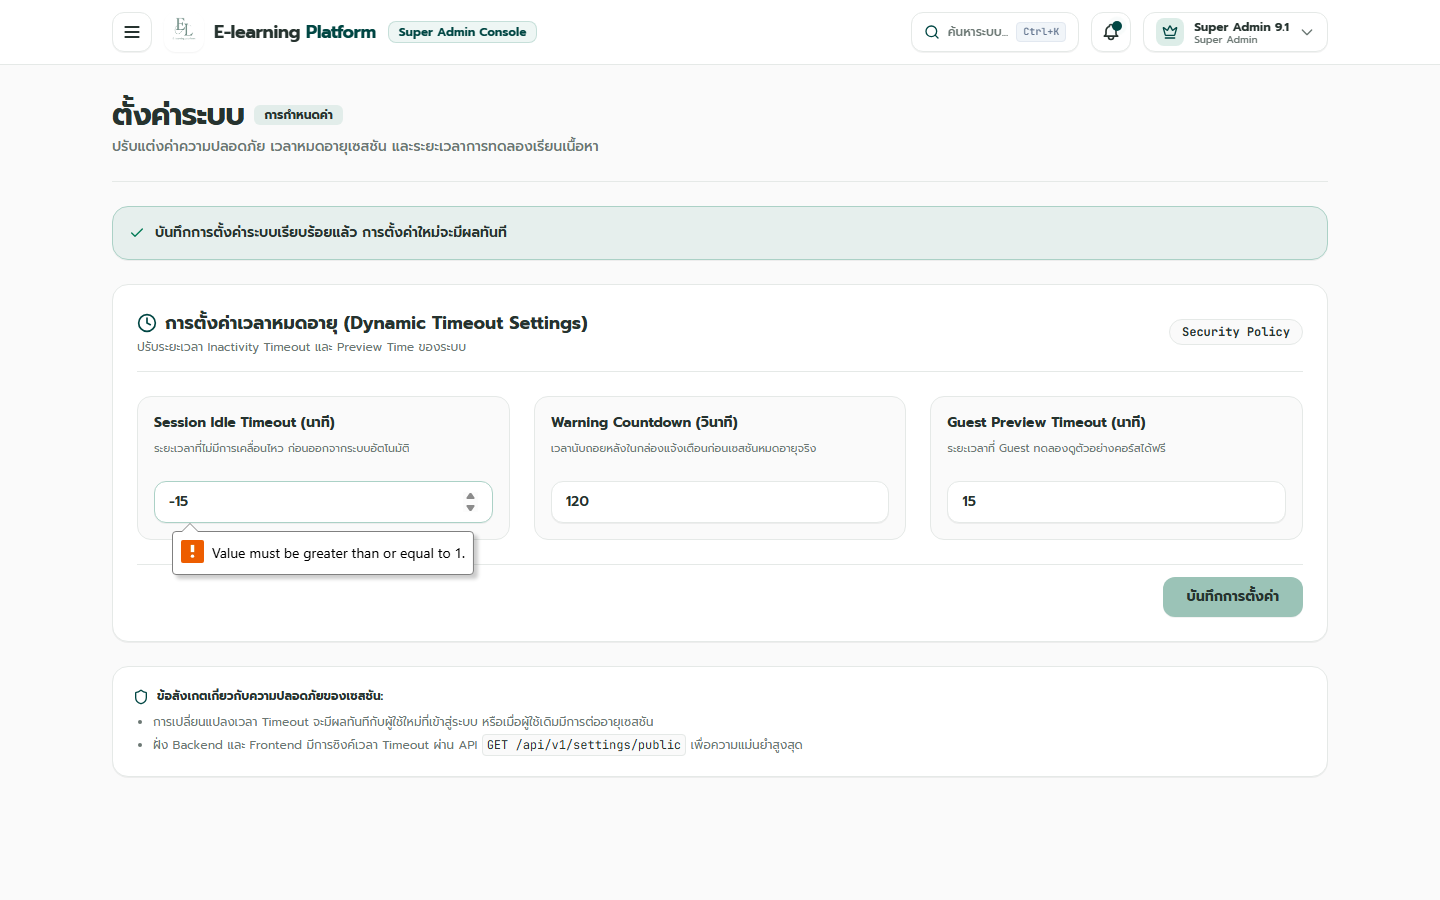 EL
E-learning Platform
Super Admin Console
ค้นหาระบบ...
Ctrl+K
Super Admin 9.1
Super Admin
ตั้งค่าระบบ
การกำหนดค่า
ปรับแต่งค่าความปลอดภัย เวลาหมดอายุเซสชัน และระยะเวลาการทดลองเรียนเนื้อหา
บันทึกการตั้งค่าระบบเรียบร้อยแล้ว การตั้งค่าใหม่จะมีผลทันที
การตั้งค่าเวลาหมดอายุ (Dynamic Timeout Settings)
ปรับระยะเวลา Inactivity Timeout และ Preview Time ของระบบ
Security Policy
Session Idle Timeout (นาที)
ระยะเวลาที่ไม่มีการเคลื่อนไหว ก่อนออกจากระบบอัตโนมัติ
-15
Value must be greater than or equal to 1.
Warning Countdown (วินาที)
เวลานับถอยหลังในกล่องแจ้งเตือนก่อนเซสชันหมดอายุจริง
120
Guest Preview Timeout (นาที)
ระยะเวลาที่ Guest ทดลองดูตัวอย่างคอร์สได้ฟรี
15
บันทึกการตั้งค่า
ข้อสังเกตเกี่ยวกับความปลอดภัยของเซสชัน:
การเปลี่ยนแปลงเวลา Timeout จะมีผลทันทีกับผู้ใช้ใหม่ที่เข้าสู่ระบบ หรือเมื่อผู้ใช้เดิมมีการต่ออายุเซสชัน
ฝั่ง Backend และ Frontend มีการซิงค์เวลา Timeout ผ่าน API GET /api/v1/settings/public เพื่อความแม่นยำสูงสุด